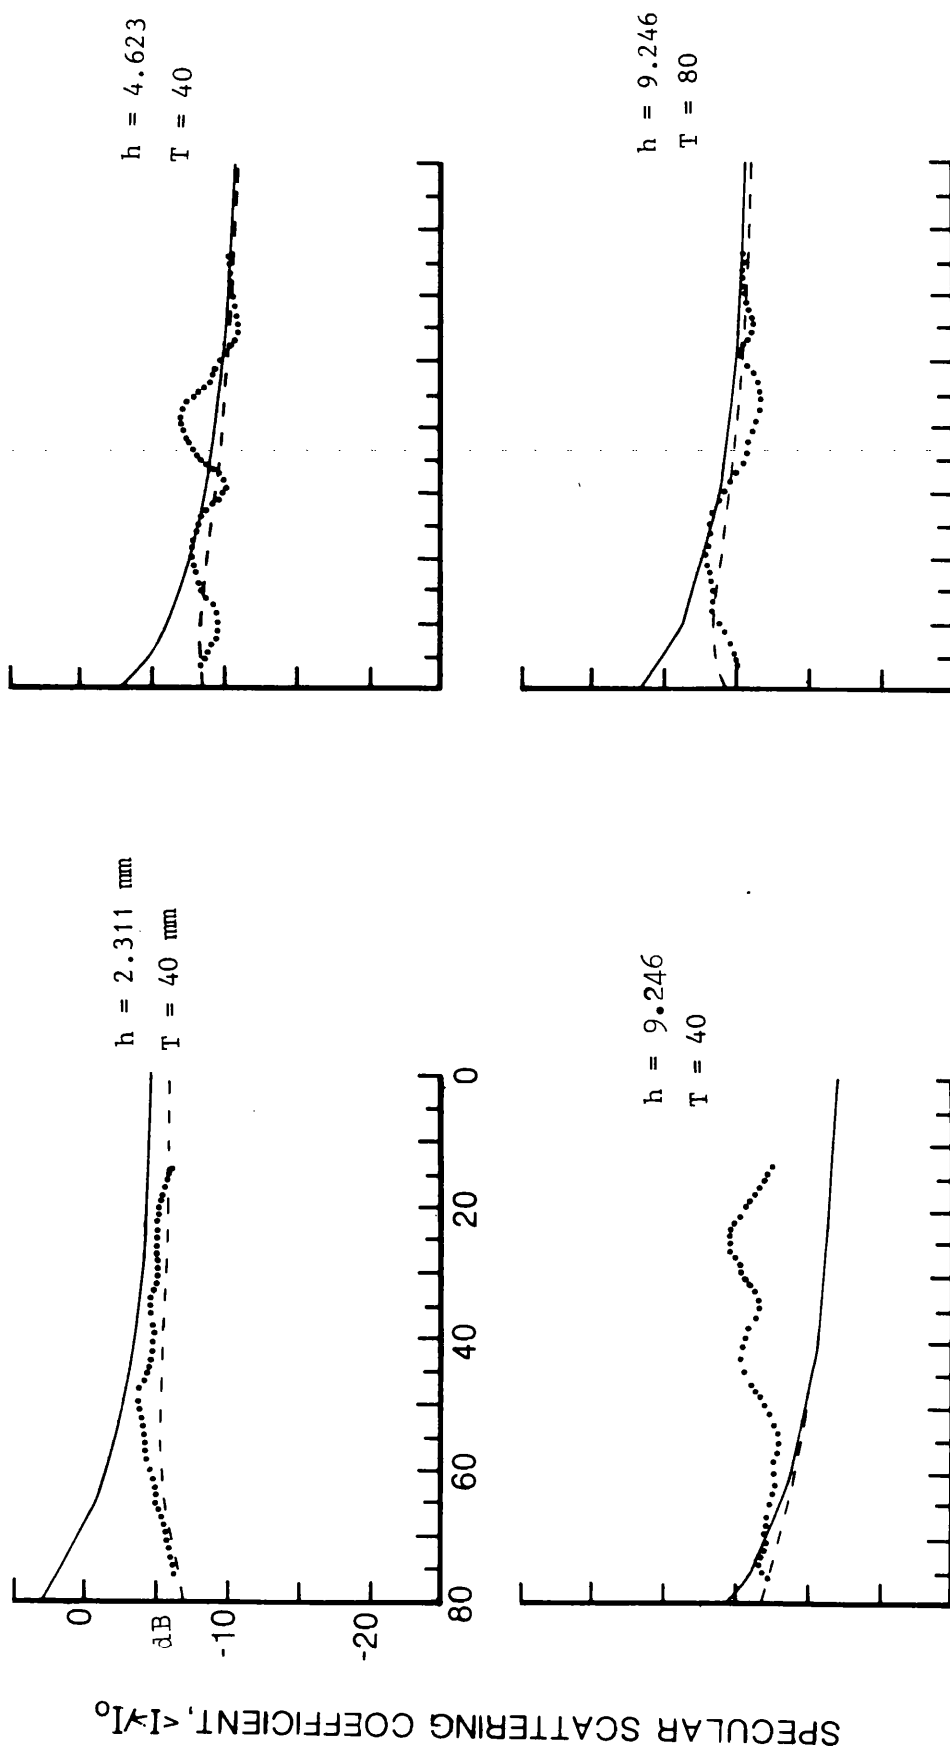 h = 2.311 mm
T = 40 mm
h = 4.623
T = 40
0
dB
-10
-20
80
60
40
20
0
h = 9.246
T = 40
h = 9.246
T = 80
SPECULAR SCATTERING COEFFICIENT, <I>/I₀